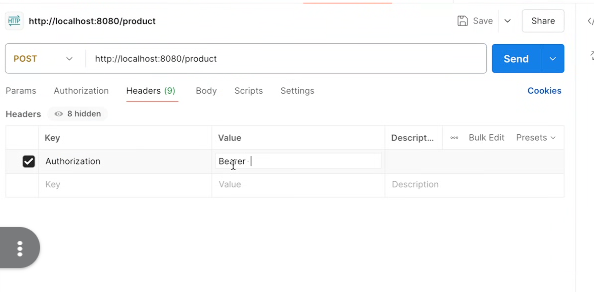 HTTP http://localhost:8080/product Save Share
POST http://localhost:8080/product Send
Params Authorization Headers (9) Body Scripts Settings Cookies
Headers 8 hidden
Key Value Descript... Bulk Edit Presets
Authorization Bearer
Key Value Description